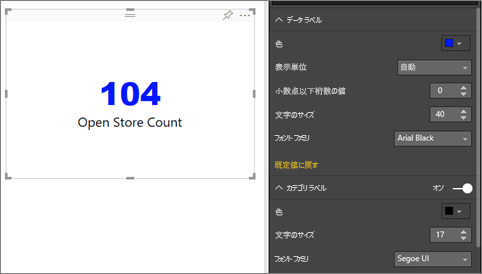 104
Open Store Count
データラベル
色
表示単位
自動
小数点以下桁数の値
0
文字のサイズ
40
フォント ファミリ
Arial Black
既定値に戻す
カテゴリ ラベル
オン
色
文字のサイズ
17
フォント ファミリ
Segoe UI